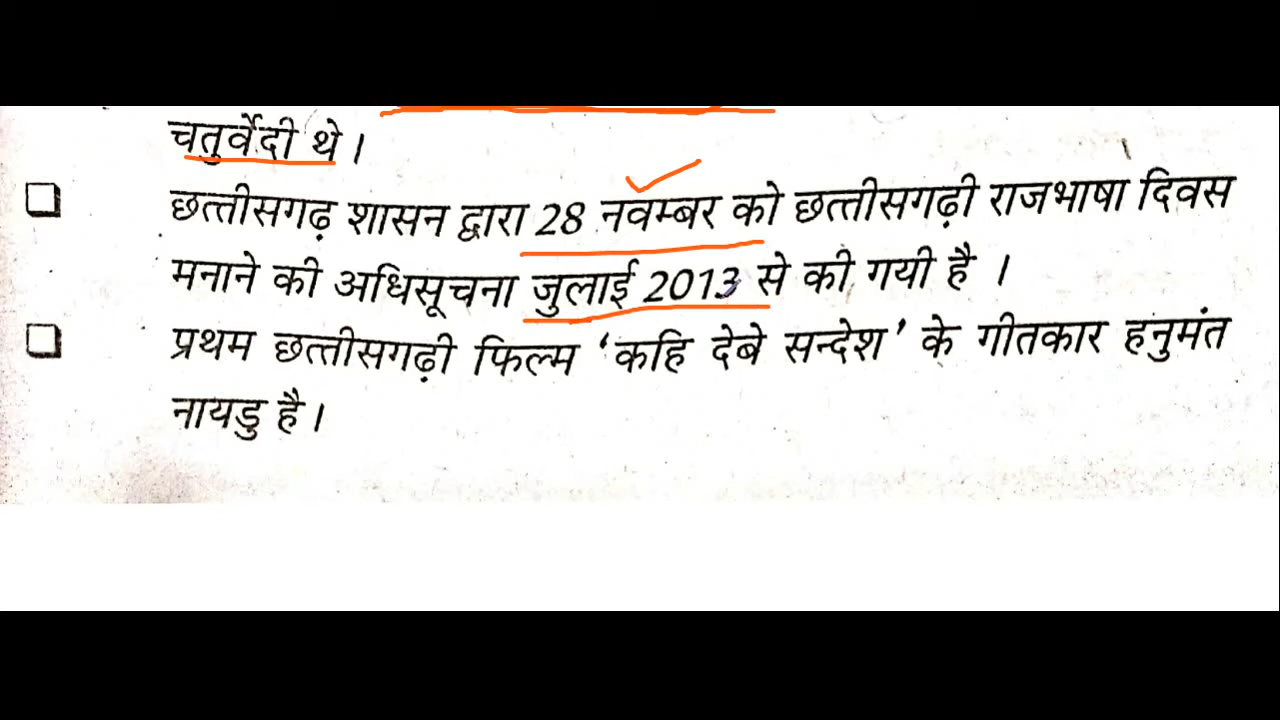 चतुर्वेदी थे।
छत्तीसगढ़ शासन द्वारा 28 नवम्बर को छत्तीसगढ़ी राजभाषा दिवस
मनाने की अधिसूचना जुलाई 2013 से की गयी है ।
प्रथम छत्तीसगढ़ी फिल्म ‘कहि देबे सन्देश’ के गीतकार हनुमंत
नायडु है।